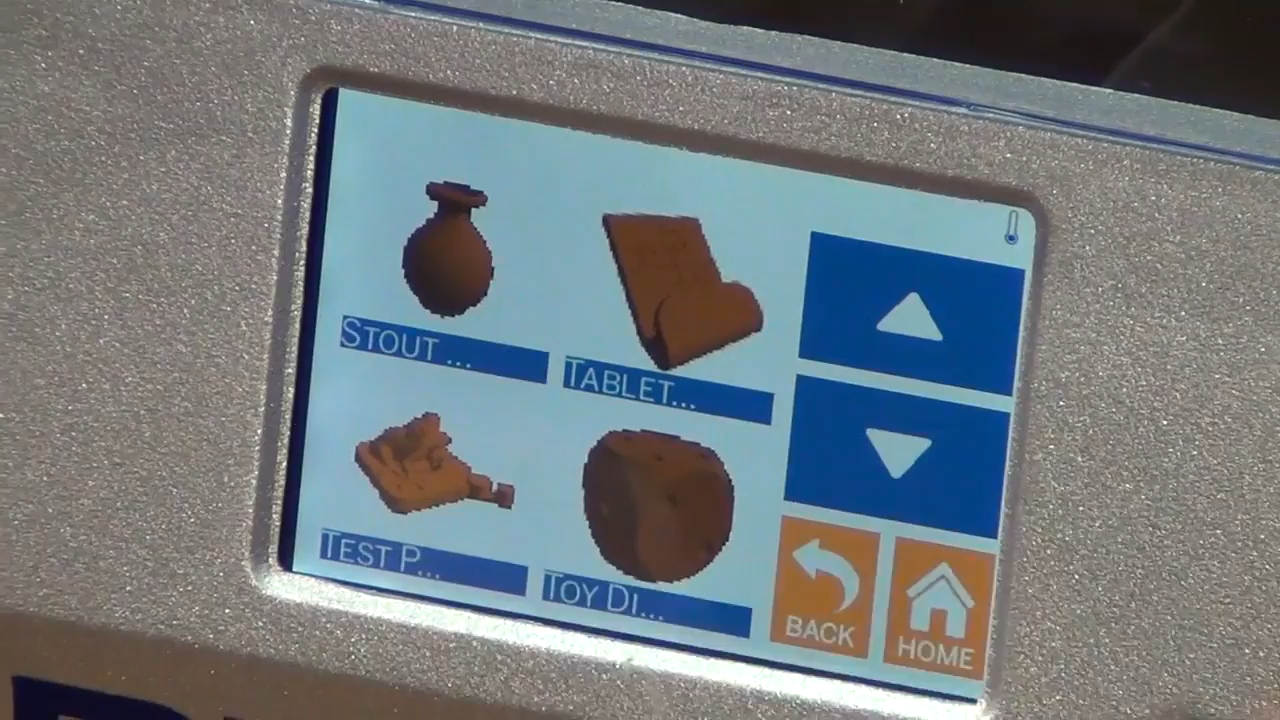 STOUT ...
TABLET...
TEST P...
TOY DI...
BACK
HOME